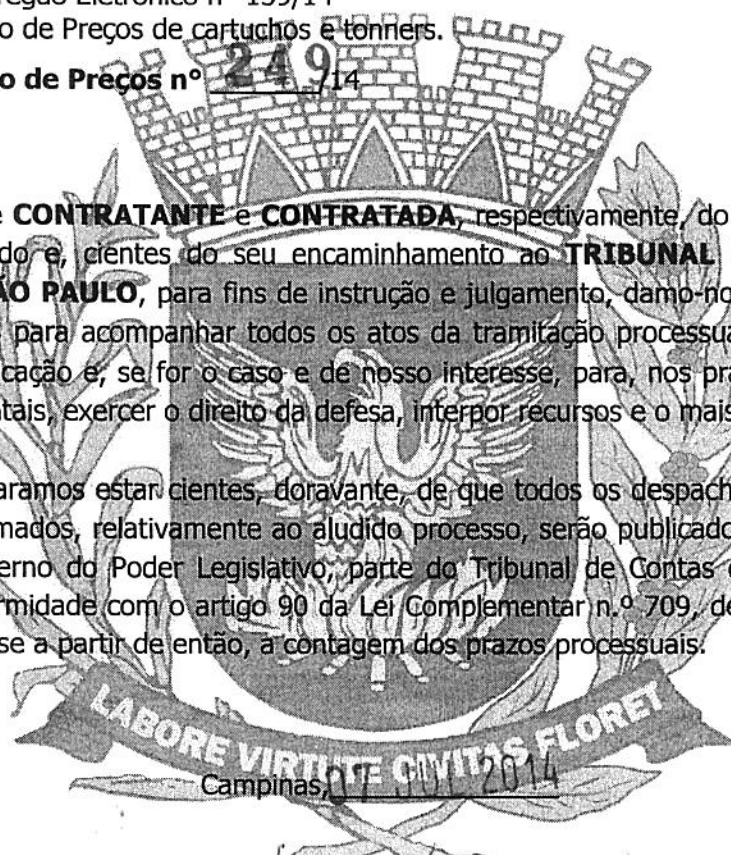 regão Eletrônico nº 159/14
o de Preços de cartuchos e tonners.
o de Preços nº 249/14
e CONTRATANTE e CONTRATADA, respectivamente, do
do e, cientes do seu encaminhamento ao TRIBUNAL
ÃO PAULO, para fins de instrução e julgamento, damo-no
para acompanhar todos os atos da tramitação processua
cação e, se for o caso e de nosso interesse, para, nos pra
tais, exercer o direito da defesa, interpor recursos e o mais
aramos estar cientes, doravante, de que todos os despach
mados, relativamente ao aludido processo, serão publicado
erno do Poder Legislativo, parte do Tribunal de Contas
rmidade com o artigo 90 da Lei Complementar n.º 709, de
se a partir de então, a contagem dos prazos processuais.
LABORE VIRTUTE CIVITAS FLORET
Campinas, 07 JUL 2014